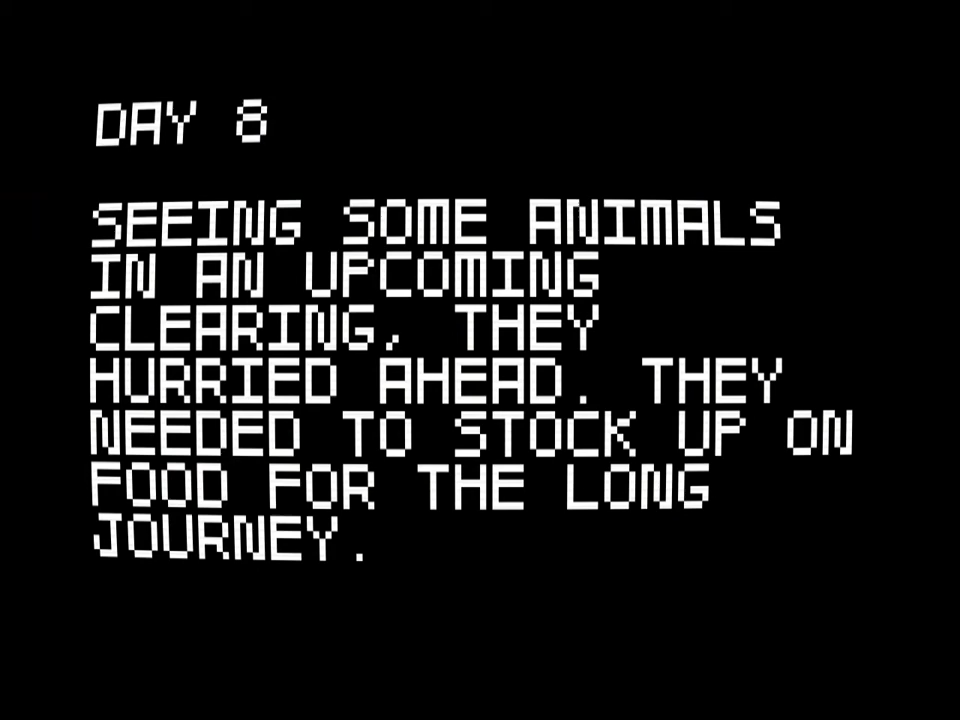 DAY 8
SEEING SOME ANIMALS
IN AN UPCOMING
CLEARING, THEY
HURRIED AHEAD. THEY
NEEDED TO STOCK UP ON
FOOD FOR THE LONG
JOURNEY.